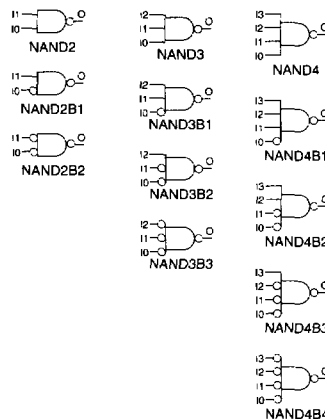 I1
I0
O
NAND2
I1
I0
O
NAND2B1
I1
I0
O
NAND2B2
I2
I1
I0
O
NAND3
I2
I1
I0
O
NAND3B1
I2
I1
I0
O
NAND3B2
I2
I1
I0
O
NAND3B3
I3
I2
I1
I0
O
NAND4
I3
I2
I1
I0
O
NAND4B1
I3
I2
I1
I0
O
NAND4B2
I3
I2
I1
I0
O
NAND4B3
I3
I2
I1
I0
O
NAND4B4